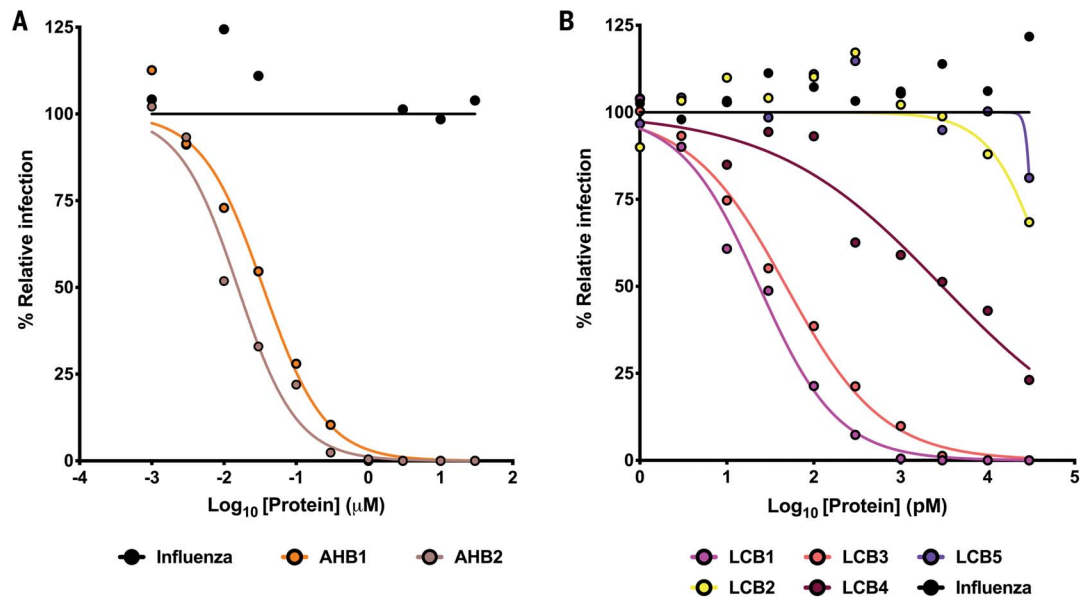 A
B
125
100
75
50
25
0
% Relative infection
-4 -3 -2 -1 0 1 2
Log10 [Protein] (μM)
Influenza AHB1 AHB2
125
100
75
50
25
0
% Relative infection
0 1 2 3 4 5
Log10 [Protein] (pM)
LCB1 LCB3 LCB5
LCB2 LCB4 Influenza